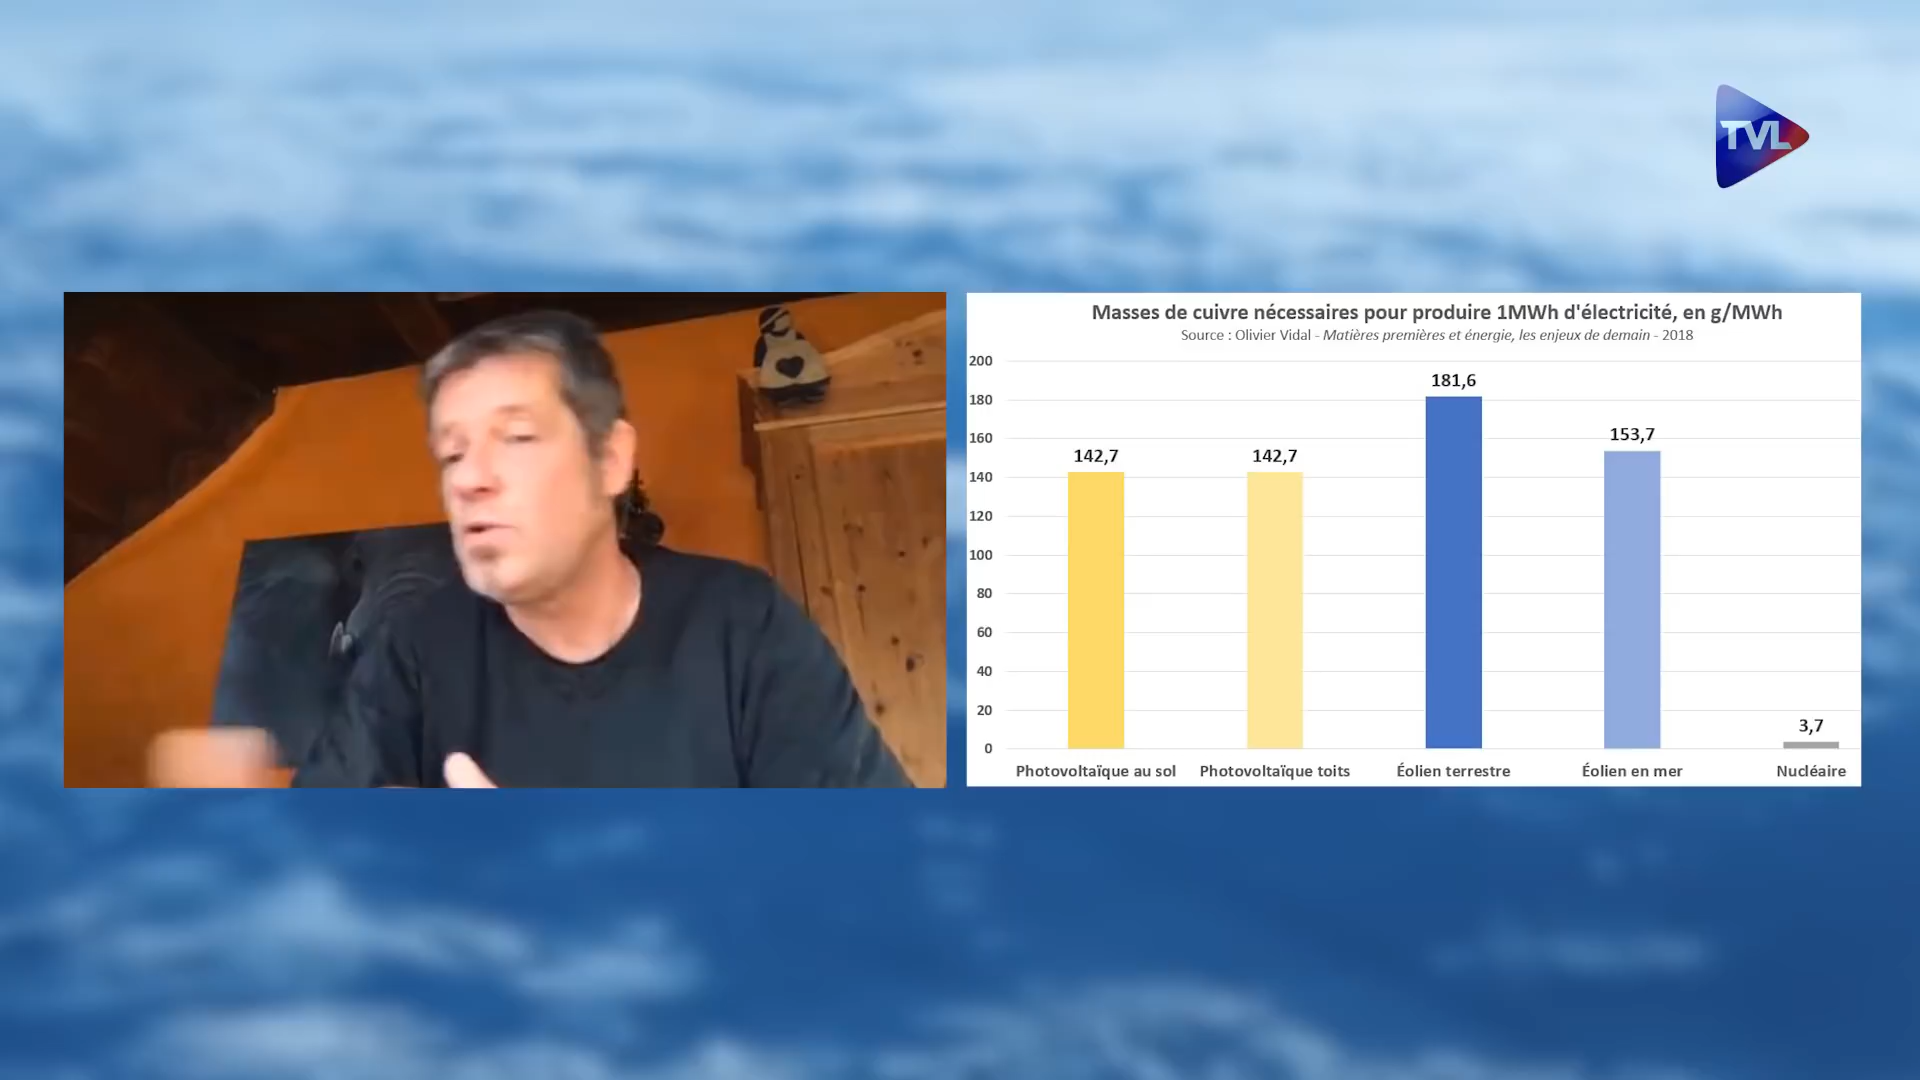 TVL
Masses de cuivre nécessaires pour produire 1MWh d'électricité, en g/MWh
Source : Olivier Vidal - Matières premières et énergie, les enjeux de demain - 2018
200
180
160
140
120
100
80
60
40
20
0
142,7
142,7
181,6
153,7
3,7
Photovoltaïque au sol
Photovoltaïque toits
Éolien terrestre
Éolien en mer
Nucléaire